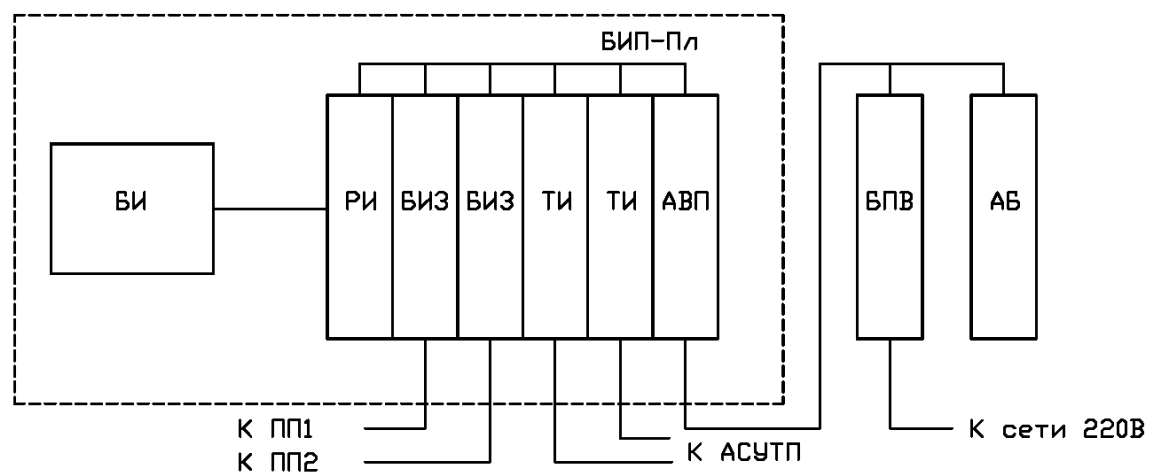 БИП-Пл
БИ
РИ
БИЗ
БИЗ
ТИ
ТИ
АВП
БПВ
АБ
К ПП1
К ПП2
К АСУТП
К сети 220В